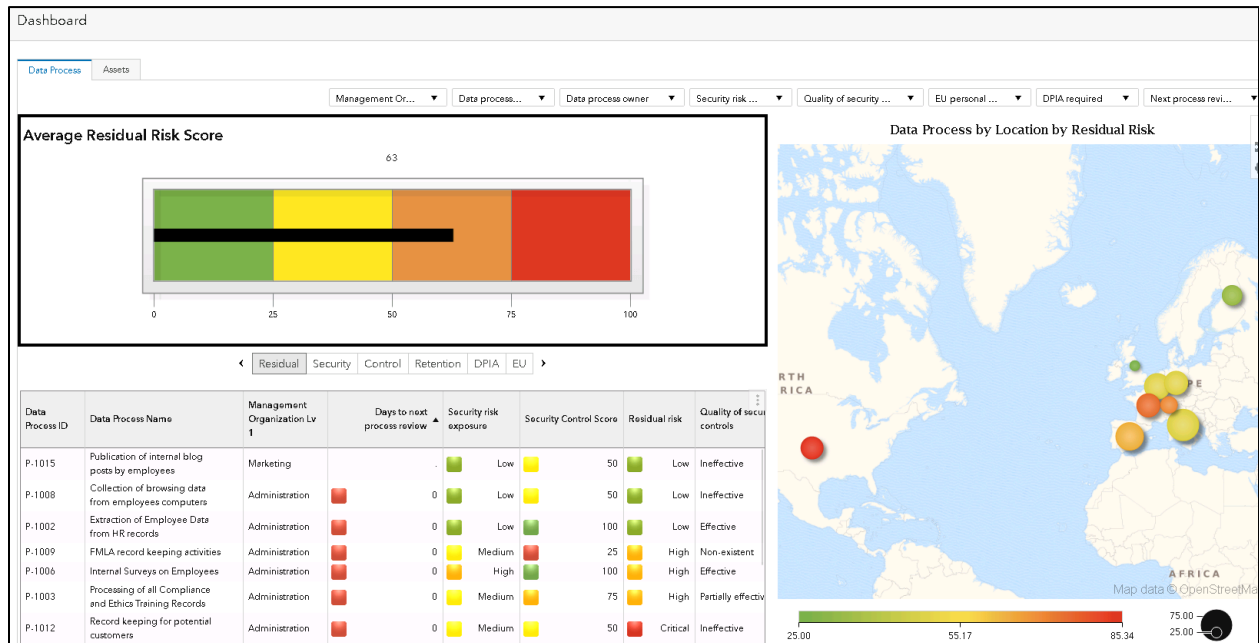 Dashboard
Data Process Assets
Management Or... Data process... Data process owner Security risk ... Quality of security ... EU personal ... DPIA required Next process revi...
Average Residual Risk Score
63
0 25 50 75 100
Residual Security Control Retention DPIA EU
Data Process by Location by Residual Risk
Data
Process ID
Data Process Name
Management
Organization Lv
1
Days to next
process review
Security risk
exposure
Security Control Score
Residual risk
Quality of secu
controls
P-1015
Publication of internal blog
posts by employees
Marketing . Low 50 Low Ineffective
P-1008
Collection of browsing data
from employees computers
Administration 0 Low 50 Low Ineffective
P-1002
Extraction of Employee Data
from HR records
Administration 0 Low 100 Low Effective
P-1009 FMLA record keeping activities Administration 0 Medium 25 High Non-existent
P-1006 Internal Surveys on Employees Administration 0 High 100 High Effective
P-1003
Processing of all Compliance
and Ethics Training Records
Administration 0 Medium 75 High Partially effectiv
P-1012
Record keeping for potential
customers
Administration 0 Medium 50 Critical Ineffective
RTH
RICA
PE
AFRICA
Map data © OpenStreetMa
25.00 55.17 85.34
75.00
25.00